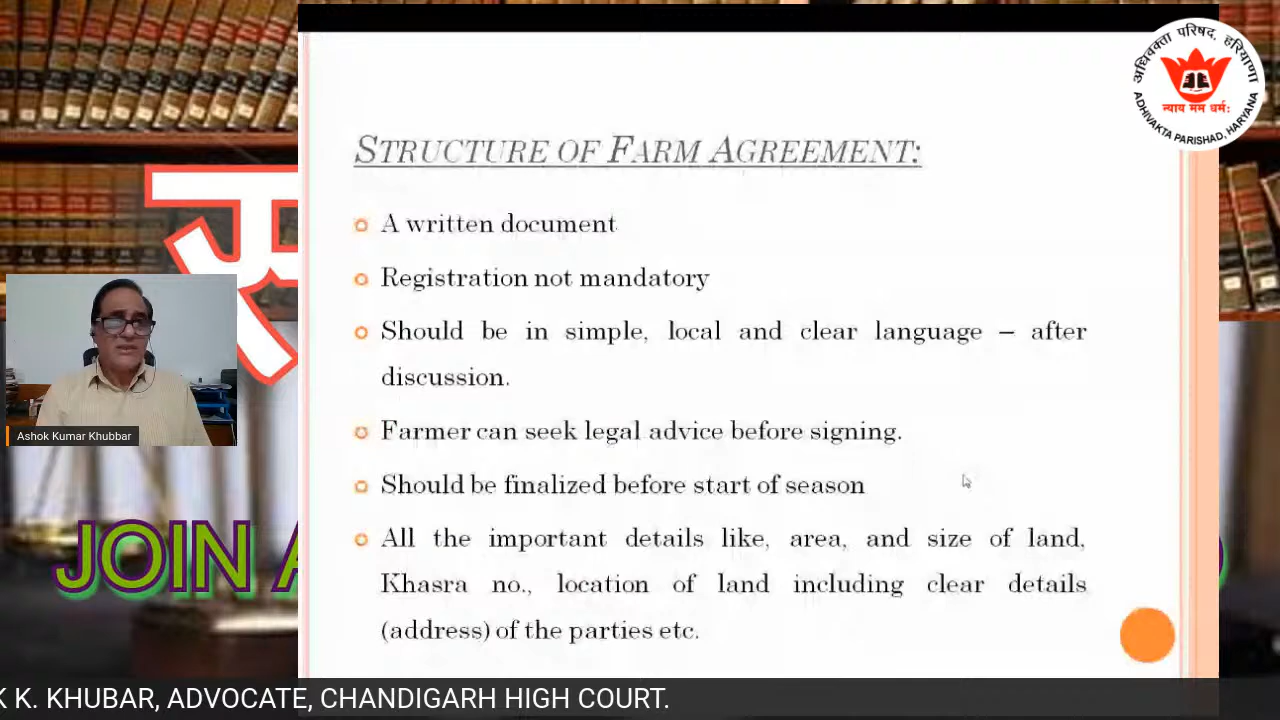 अधिवक्ता परिषद, हरियाणा
न्याय मम धर्म:
ADHIVAKTA PARISHAD, HARYANA
STRUCTURE OF FARM AGREEMENT:
A written document
Registration not mandatory
Should be in simple, local and clear language – after
discussion.
Farmer can seek legal advice before signing.
Should be finalized before start of season
All the important details like, area, and size of land,
Khasra no., location of land including clear details
(address) of the parties etc.
Ashok Kumar Khubbar
JOIN
K K. KHUBAR, ADVOCATE, CHANDIGARH HIGH COURT.